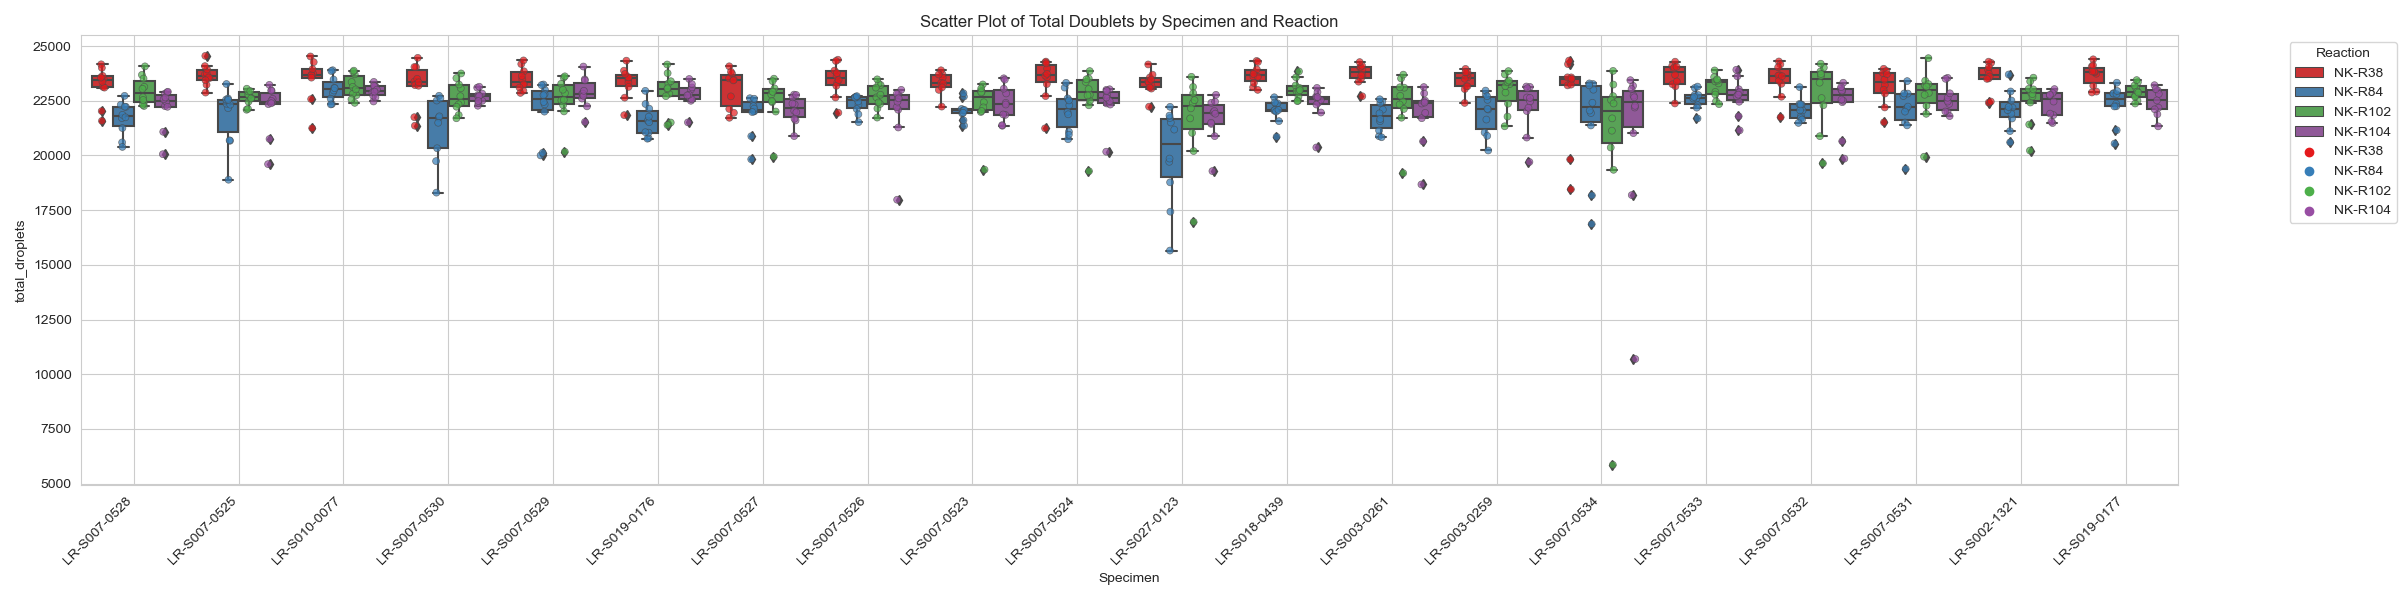 Scatter Plot of Total Doublets by Specimen and Reaction
25000
22500
20000
17500
15000
12500
10000
7500
5000
total_droplets
LR-S007-0528
LR-S007-0525
LR-S010-0077
LR-S007-0530
LR-S007-0529
LR-S019-0176
LR-S007-0527
LR-S007-0526
LR-S007-0523
LR-S007-0524
LR-S027-0123
LR-S018-0439
LR-S003-0261
LR-S003-0259
LR-S007-0534
LR-S007-0533
LR-S007-0532
LR-S007-0531
LR-S002-1321
LR-S019-0177
Specimen
Reaction
NK-R38
NK-R84
NK-R102
NK-R104
NK-R38
NK-R84
NK-R102
NK-R104